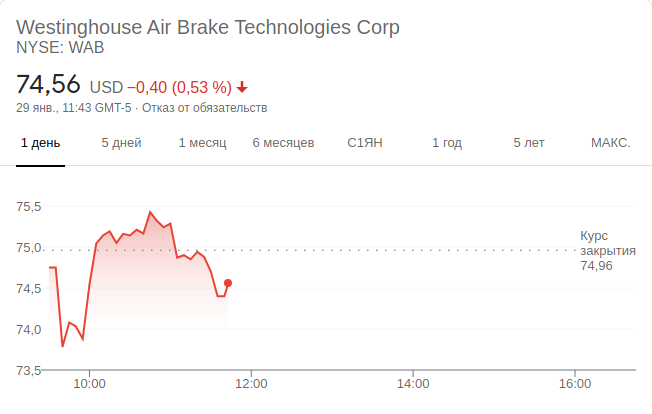 Westinghouse Air Brake Technologies Corp
NYSE: WAB
74,56 USD −0,40 (0,53 %)
29 янв., 11:43 GMT-5 · Отказ от обязательств
1 день 5 дней 1 месяц 6 месяцев С1ЯН 1 год 5 лет МАКС.
75,5
Курс
75,0
закрытия
74,96
74,5
74,0
73,5
10:00 12:00 14:00 16:00